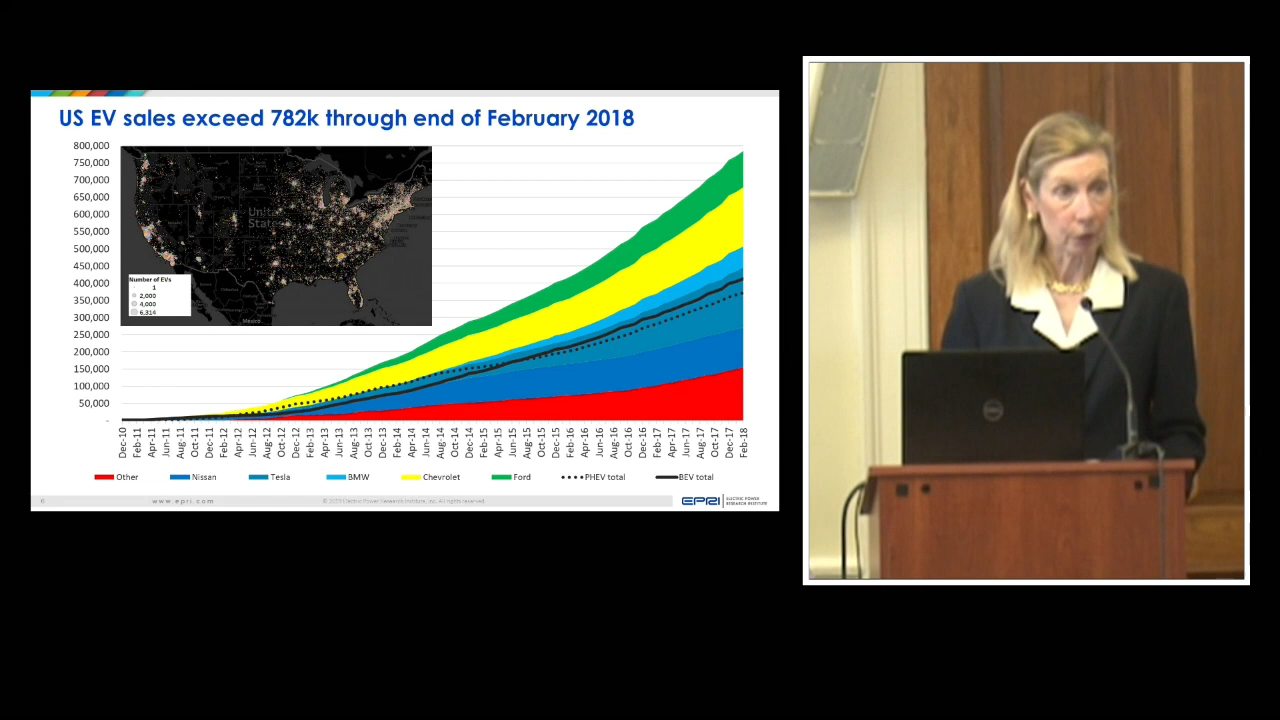 US EV sales exceed 782k through end of February 2018
800,000
750,000
700,000
650,000
600,000
550,000
500,000
450,000
400,000
350,000
300,000
250,000
200,000
150,000
100,000
50,000
-
United States
Mexico
Number of EVs
1
2,000
4,000
6,314
Dec-10 Feb-11 Apr-11 Jun-11 Aug-11 Oct-11 Dec-11 Feb-12 Apr-12 Jun-12 Aug-12 Oct-12 Dec-12 Feb-13 Apr-13 Jun-13 Aug-13 Oct-13 Dec-13 Feb-14 Apr-14 Jun-14 Aug-14 Oct-14 Dec-14 Feb-15 Apr-15 Jun-15 Aug-15 Oct-15 Dec-15 Feb-16 Apr-16 Jun-16 Aug-16 Oct-16 Dec-16 Feb-17 Apr-17 Jun-17 Aug-17 Oct-17 Dec-17 Feb-18
Other Nissan Tesla BMW Chevrolet Ford PHEV total BEV total
www.epri.com
Electric Power Research Institute, Inc. All rights reserved.
EPRI
ELECTRIC POWER
RESEARCH INSTITUTE
DELL